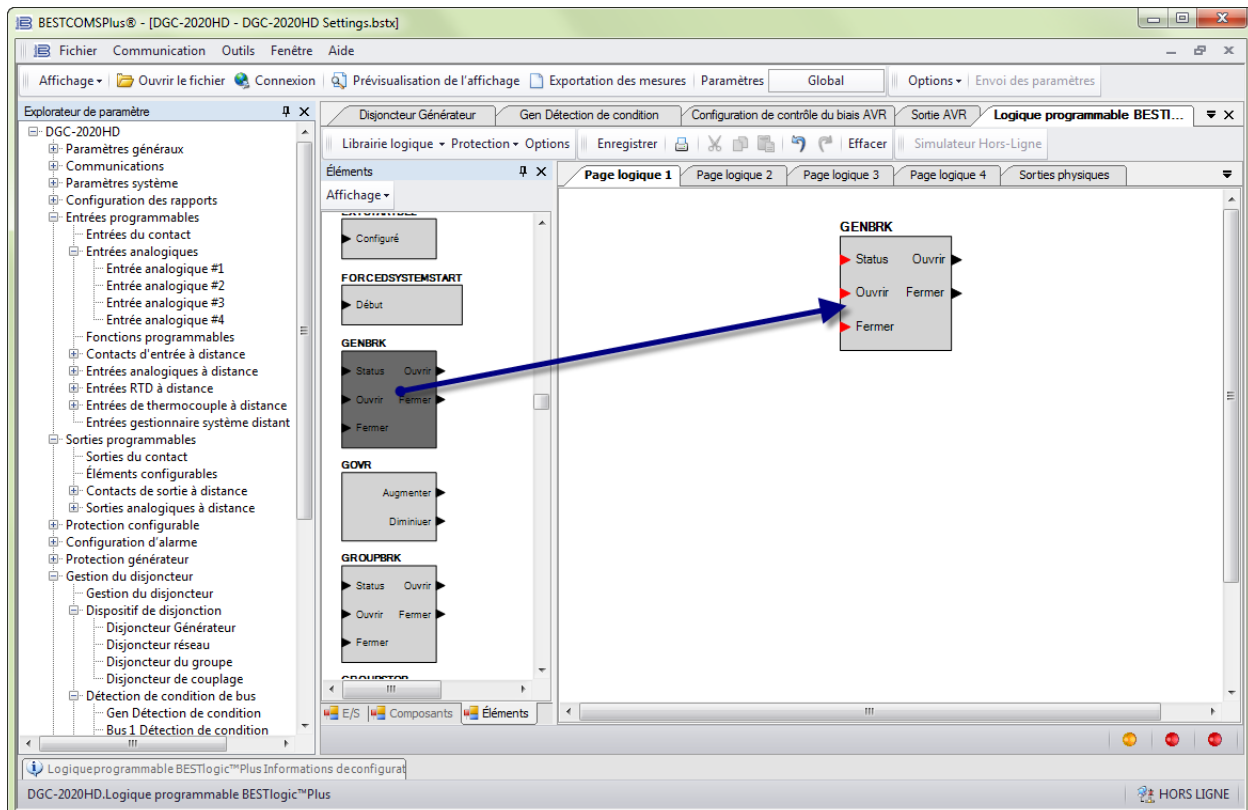 BESTCOMSPlus® - [DGC-2020HD - DGC-2020HD Settings.bstx]
Fichier Communication Outils Fenêtre Aide
Affichage Ouvrir le fichier Connexion Prévisualisation de l'affichage Exportation des mesures Paramètres Global Options Envoi des paramètres
Explorateur de paramètre
DGC-2020HD
Paramètres généraux
Communications
Paramètres système
Configuration des rapports
Entrées programmables
Entrées du contact
Entrées analogiques
Entrée analogique #1
Entrée analogique #2
Entrée analogique #3
Entrée analogique #4
Fonctions programmables
Contacts d'entrée à distance
Entrées analogiques à distance
Entrées RTD à distance
Entrées de thermocouple à distance
Entrées gestionnaire système distant
Sorties programmables
Sorties du contact
Éléments configurables
Contacts de sortie à distance
Sorties analogiques à distance
Protection configurable
Configuration d'alarme
Protection générateur
Gestion du disjoncteur
Gestion du disjoncteur
Dispositif de disjonction
Disjoncteur Générateur
Disjoncteur réseau
Disjoncteur du groupe
Disjoncteur de couplage
Détection de condition de bus
Gen Détection de condition
Bus 1 Détection de condition
Disjoncteur Générateur Gen Détection de condition Configuration de contrôle du biais AVR Sortie AVR Logique programmable BESTl...
Librairie logique Protection Options Enregistrer Effacer Simulateur Hors-Ligne
Éléments
Affichage
Configuré
FORCEDSYSTEMSTART
Début
GENBRK
Status Ouvrir
Ouvrir Fermer
Fermer
GOVR
Augmenter
Diminiuer
GROUPBRK
Status Ouvrir
Ouvrir Fermer
Fermer
E/S Composants Éléments
Page logique 1 Page logique 2 Page logique 3 Page logique 4 Sorties physiques
GENBRK
Status Ouvrir
Ouvrir Fermer
Fermer
Logique programmable BESTlogic™Plus Informations de configurat
DGC-2020HD.Logique programmable BESTlogic™Plus HORS LIGNE